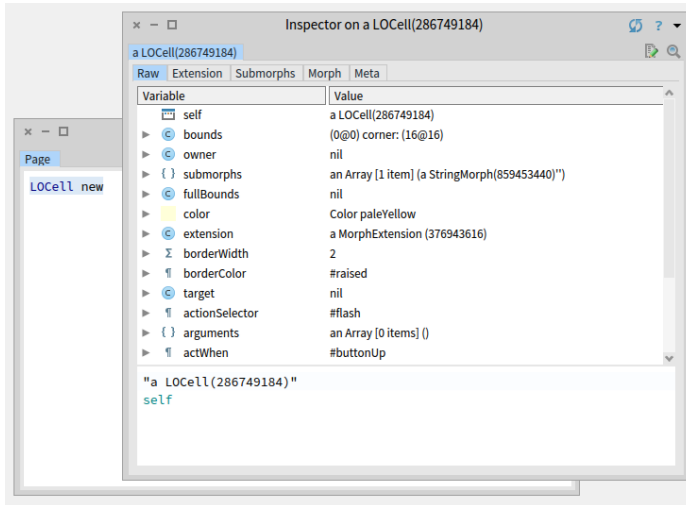 Inspector on a LOCell(286749184)
?
a LOCell(286749184)
Raw Extension Submorphs Morph Meta
Variable Value
self a LOCell(286749184)
C bounds (0@0) corner: (16@16)
C owner nil
{ } submorphs an Array [1 item] (a StringMorph(859453440)'')
C fullBounds nil
color Color paleYellow
C extension a MorphExtension (376943616)
Σ borderWidth 2
¶ borderColor #raised
C target nil
¶ actionSelector #flash
{ } arguments an Array [0 items] ()
¶ actWhen #buttonUp
"a LOCell(286749184)"
self
Page
LOCell new